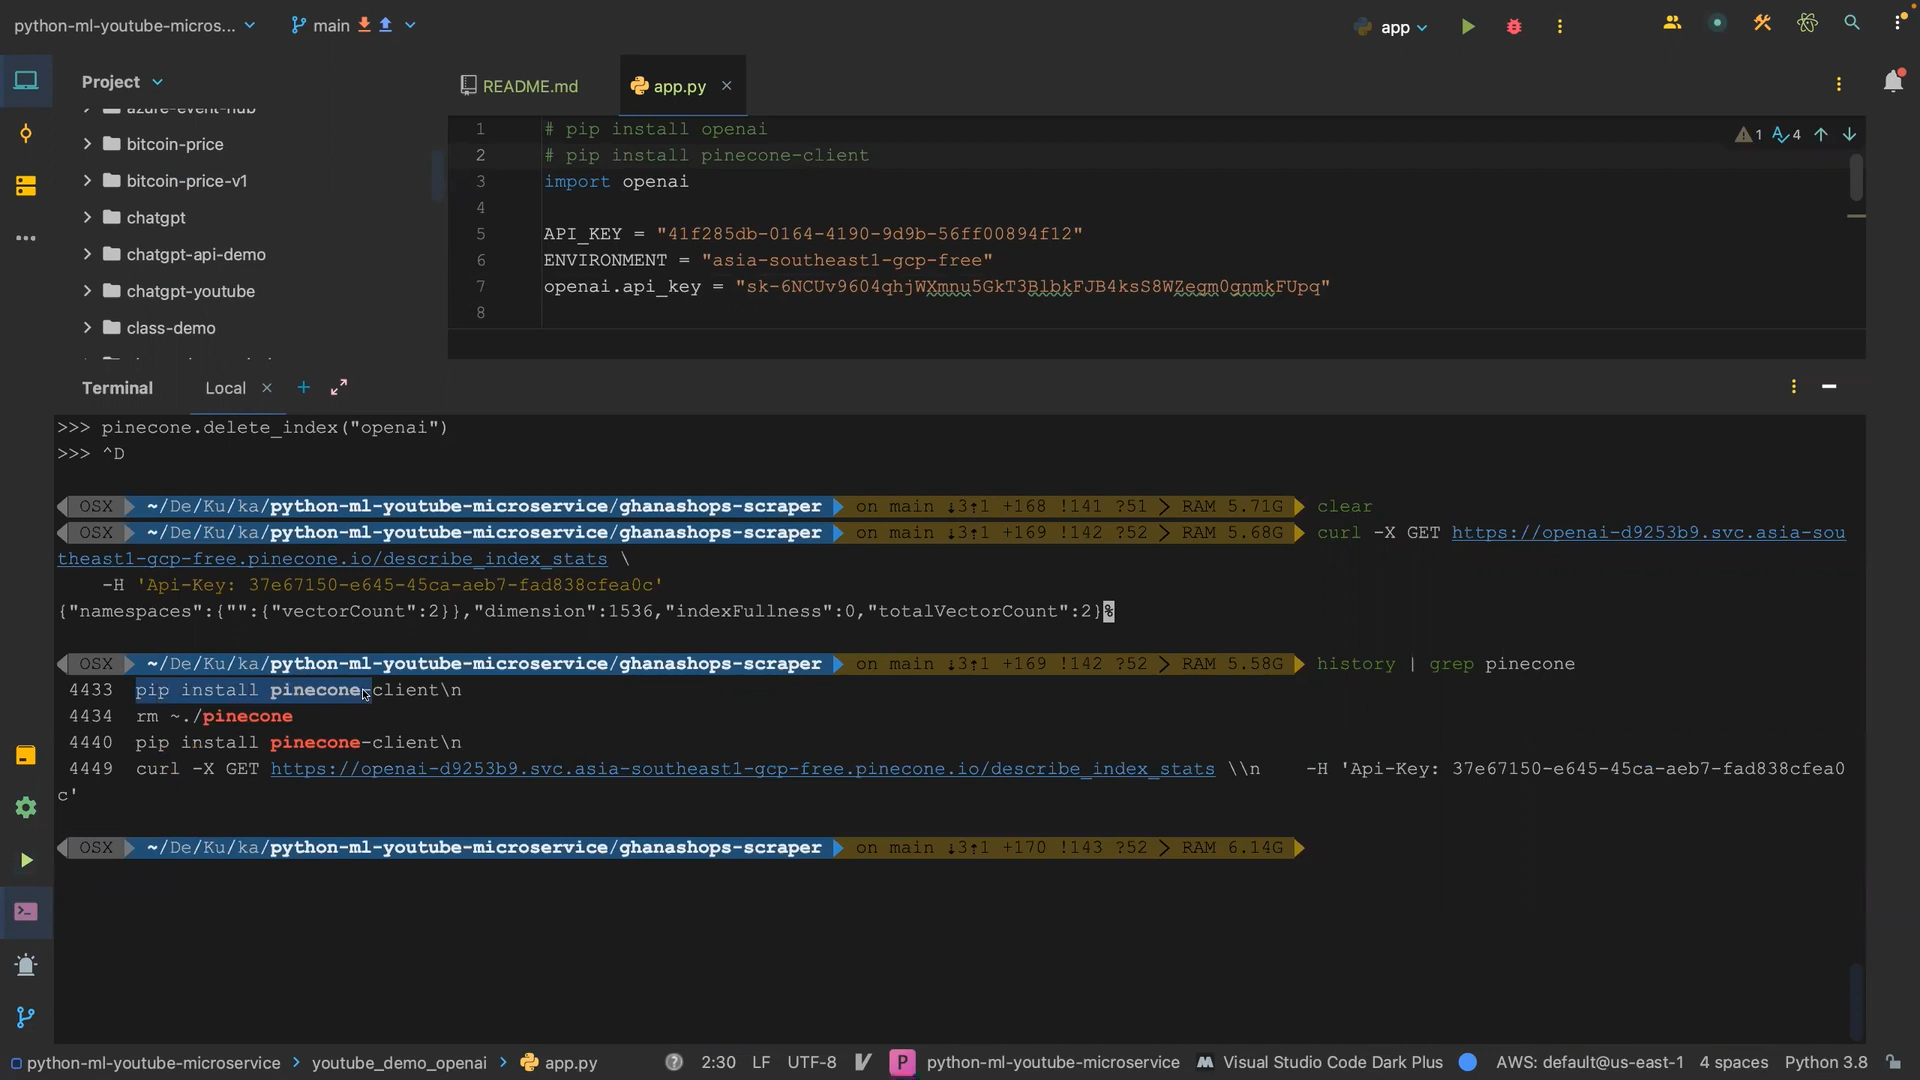 python-ml-youtube-micros...
main
app
Project
README.md
app.py
azure-event-hub
bitcoin-price
bitcoin-price-v1
chatgpt
chatgpt-api-demo
chatgpt-youtube
class-demo
1 # pip install openai
2 # pip install pinecone-client
3 import openai
4
5 API_KEY = "41f285db-0164-4190-9d9b-56ff00894f12"
6 ENVIRONMENT = "asia-southeast1-gcp-free"
7 openai.api_key = "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"
8
1 4
Terminal
Local
>>> pinecone.delete_index("openai")
>>> ^D
OSX ~/De/Ku/ka/python-ml-youtube-microservice/ghanashops-scraper on main ↓3↑1 +168 !141 ?51 RAM 5.71G clear
OSX ~/De/Ku/ka/python-ml-youtube-microservice/ghanashops-scraper on main ↓3↑1 +169 !142 ?52 RAM 5.68G curl -X GET https://openai-d9253b9.svc.asia-sou
theast1-gcp-free.pinecone.io/describe_index_stats \
-H 'Api-Key: 37e67150-e645-45ca-aeb7-fad838cfea0c'
{"namespaces":{"":{"vectorCount":2}},"dimension":1536,"indexFullness":0,"totalVectorCount":2}%
OSX ~/De/Ku/ka/python-ml-youtube-microservice/ghanashops-scraper on main ↓3↑1 +169 !142 ?52 RAM 5.58G history | grep pinecone
4433 pip install pinecone-client\n
4434 rm ~./pinecone
4440 pip install pinecone-client\n
4449 curl -X GET https://openai-d9253b9.svc.asia-southeast1-gcp-free.pinecone.io/describe_index_stats \\n -H 'Api-Key: 37e67150-e645-45ca-aeb7-fad838cfea0
c'
OSX ~/De/Ku/ka/python-ml-youtube-microservice/ghanashops-scraper on main ↓3↑1 +170 !143 ?52 RAM 6.14G
python-ml-youtube-microservice > youtube_demo_openai > app.py
2:30 LF UTF-8 P python-ml-youtube-microservice Visual Studio Code Dark Plus AWS: default@us-east-1 4 spaces Python 3.8